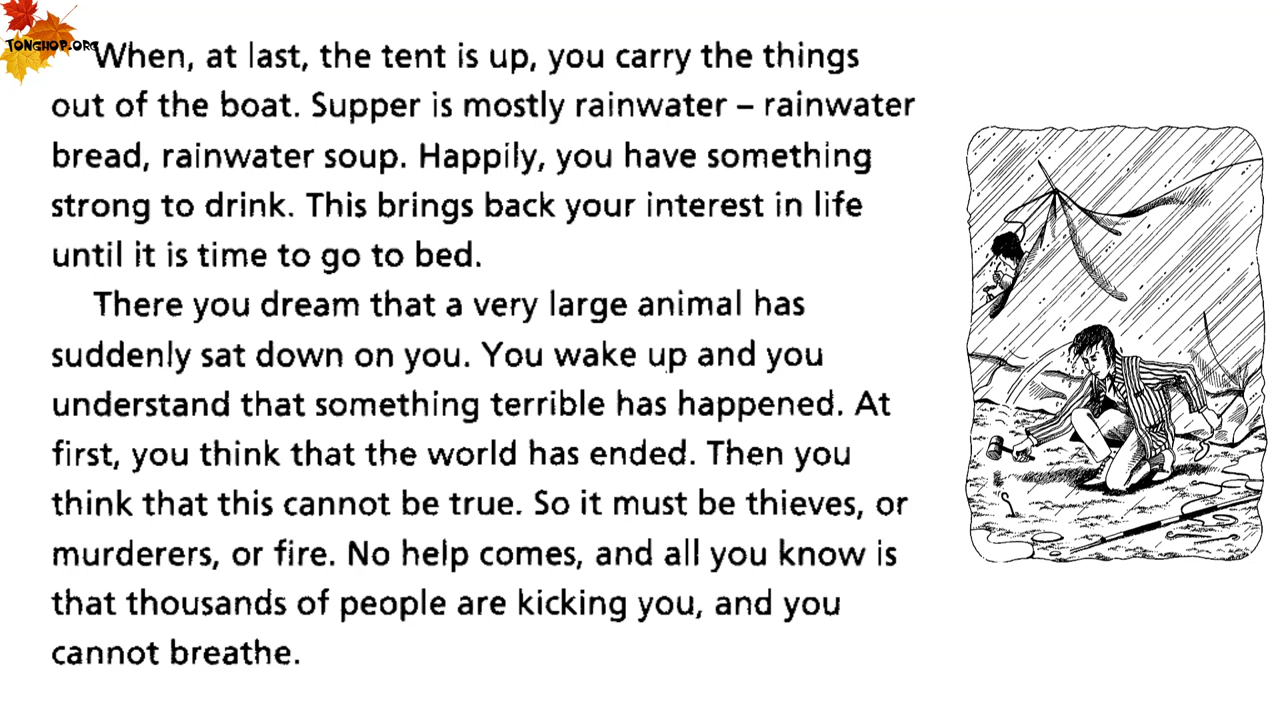 TONGHOP.ORG
When, at last, the tent is up, you carry the things
out of the boat. Supper is mostly rainwater – rainwater
bread, rainwater soup. Happily, you have something
strong to drink. This brings back your interest in life
until it is time to go to bed.
There you dream that a very large animal has
suddenly sat down on you. You wake up and you
understand that something terrible has happened. At
first, you think that the world has ended. Then you
think that this cannot be true. So it must be thieves, or
murderers, or fire. No help comes, and all you know is
that thousands of people are kicking you, and you
cannot breathe.